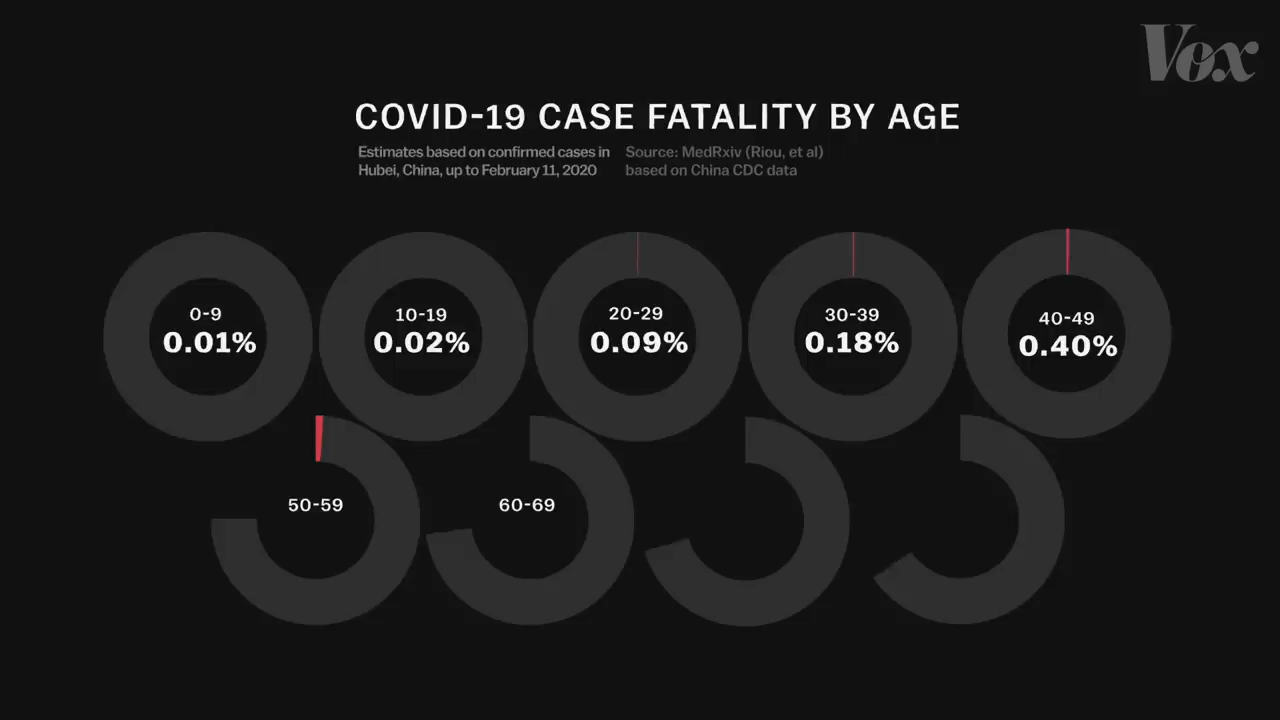 Vox
COVID-19 CASE FATALITY BY AGE
Estimates based on confirmed cases in
Hubei, China, up to February 11, 2020
Source: MedRxiv (Riou, et al)
based on China CDC data
0-9
0.01%
10-19
0.02%
20-29
0.09%
30-39
0.18%
40-49
0.40%
50-59
60-69